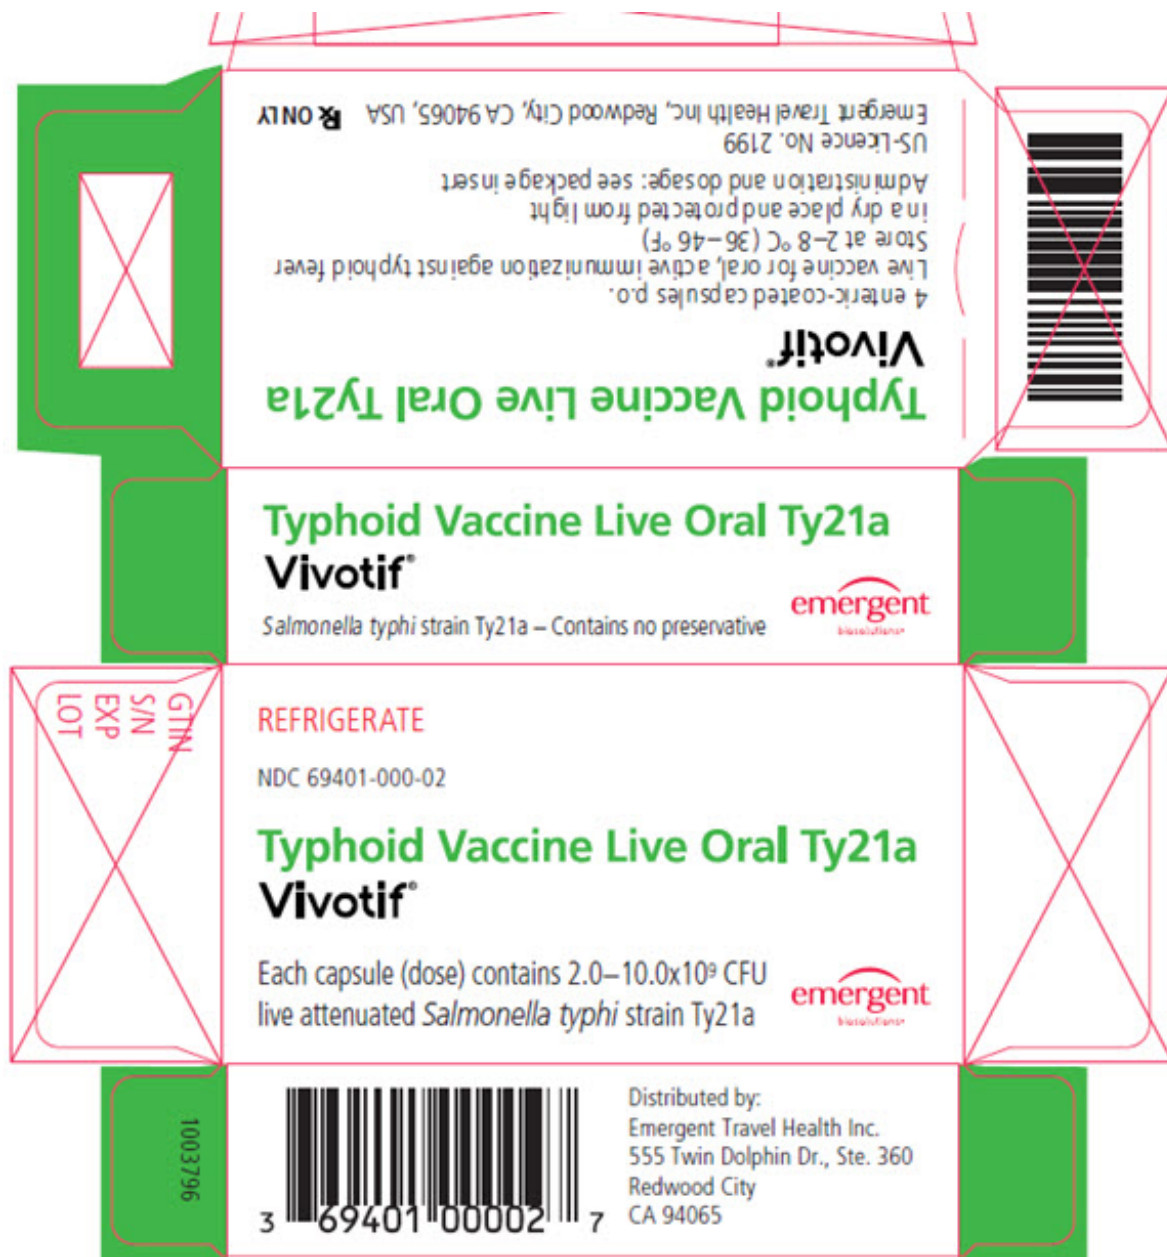 ℞ ONLY
Emergent Travel Health Inc, Redwood City, CA 94065, USA
US-Licence No. 2199
Administration and dosage: see package insert
in a dry place and protected from light
Store at 2–8 °C (36–46 °F)
Live vaccine for oral, active immunization against typhoid fever
4 enteric-coated capsules p.o.
Vivotif®
Typhoid Vaccine Live Oral Ty21a
Typhoid Vaccine Live Oral Ty21a
Vivotif®
Salmonella typhi strain Ty21a – Contains no preservative
emergent
biosolutions®
GTIN
S/N
EXP
LOT
REFRIGERATE
NDC 69401-000-02
Typhoid Vaccine Live Oral Ty21a
Vivotif®
Each capsule (dose) contains 2.0–10.0x10⁹ CFU
live attenuated Salmonella typhi strain Ty21a
emergent
biosolutions®
1003796
3 69401 00002 7
Distributed by:
Emergent Travel Health Inc.
555 Twin Dolphin Dr., Ste. 360
Redwood City
CA 94065